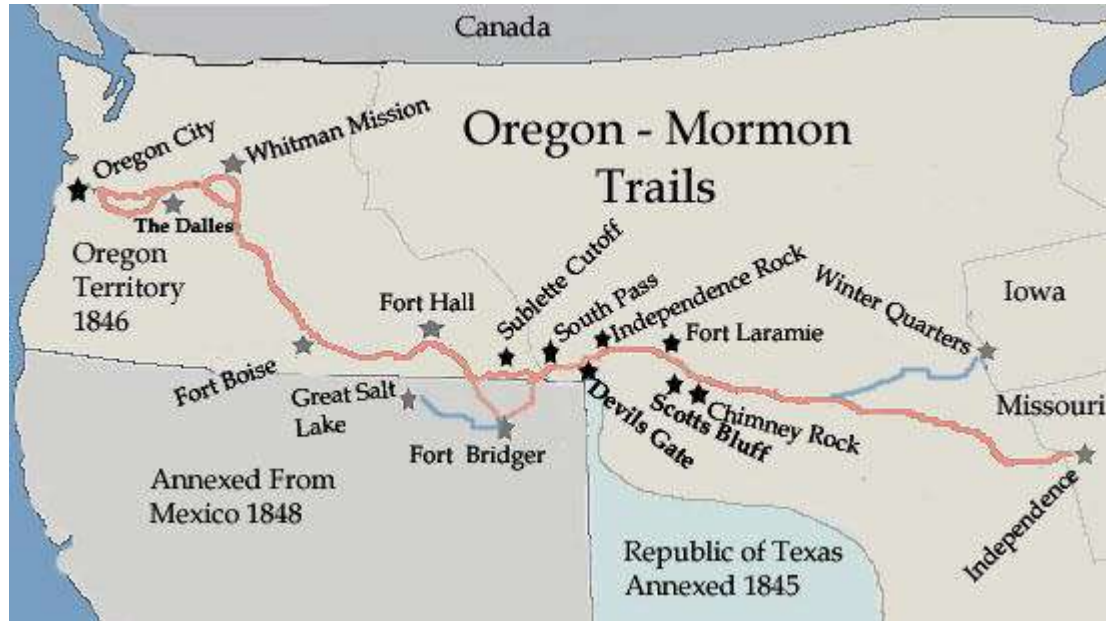 Canada
Oregon - Mormon
Trails
Oregon City
Whitman Mission
The Dalles
Oregon
Territory
1846
Fort Hall
Sublette Cutoff
South Pass
Independence Rock
Fort Laramie
Winter Quarters
Iowa
Fort Boise
Great Salt
Lake
Fort Bridger
Devils Gate
Scotts Bluff
Chimney Rock
Missouri
Independence
Annexed From
Mexico 1848
Republic of Texas
Annexed 1845